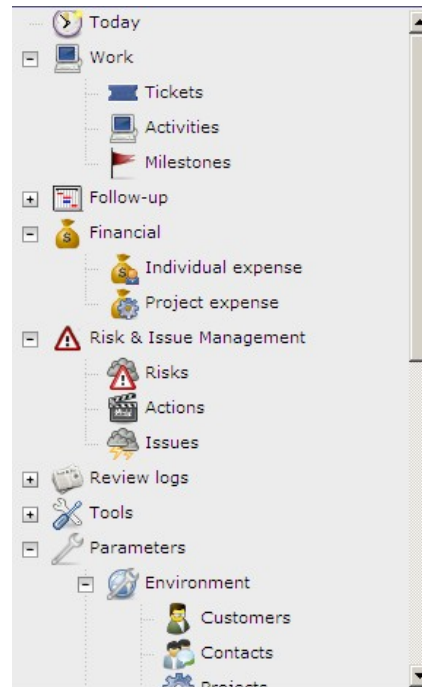 Today
Work
Tickets
Activities
Milestones
Follow-up
Financial
Individual expense
Project expense
Risk & Issue Management
Risks
Actions
Issues
Review logs
Tools
Parameters
Environment
Customers
Contacts
Projects